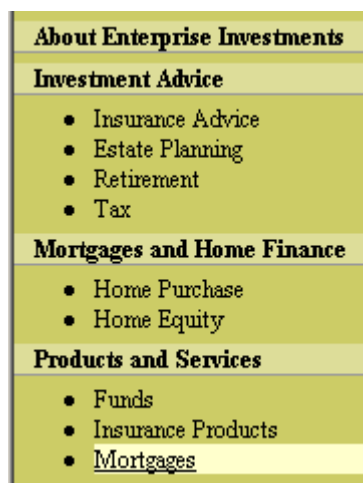 About Enterprise Investments
Investment Advice
Insurance Advice
Estate Planning
Retirement
Tax
Mortgages and Home Finance
Home Purchase
Home Equity
Products and Services
Funds
Insurance Products
Mortgages